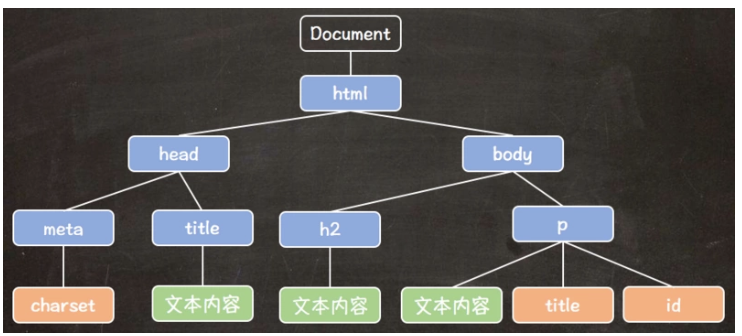 Document
html
head
body
meta
title
h2
p
charset
文本内容
文本内容
文本内容
title
id